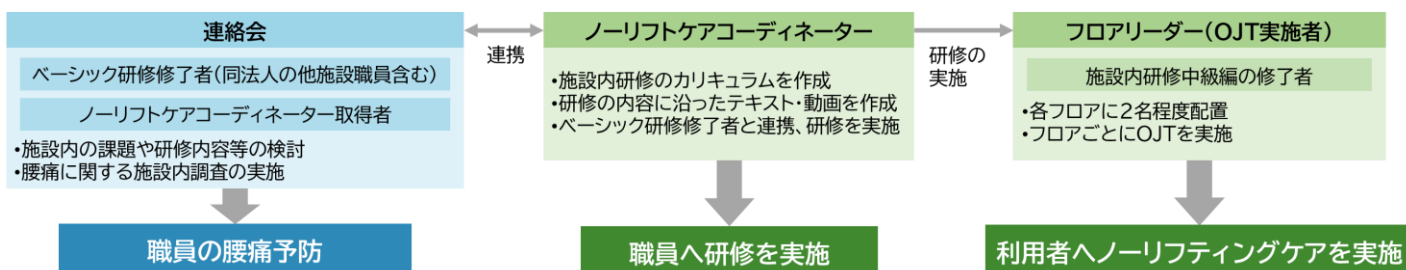 連絡会
ベーシック研修修了者(同法人の他施設職員含む)
ノーリフトケアコーディネーター取得者
•施設内の課題や研修内容等の検討
•腰痛に関する施設内調査の実施
職員の腰痛予防
連携
ノーリフトケアコーディネーター
•施設内研修のカリキュラムを作成
•研修の内容に沿ったテキスト・動画を作成
•ベーシック研修修了者と連携、研修を実施
職員へ研修を実施
研修の
実施
フロアリーダー(OJT実施者)
施設内研修中級編の修了者
•各フロアに2名程度配置
•フロアごとにOJTを実施
利用者へノーリフティングケアを実施